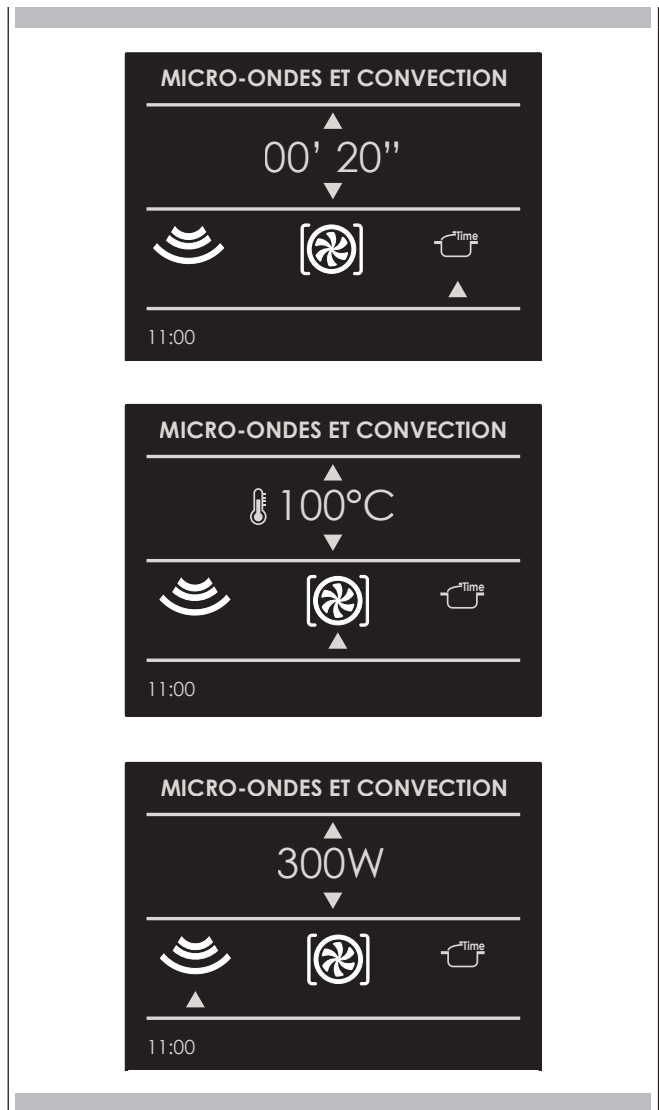 MICRO-ONDES ET CONVECTION
00’ 20’’
Time
11:00
MICRO-ONDES ET CONVECTION
100°C
Time
11:00
MICRO-ONDES ET CONVECTION
300W
Time
11:00